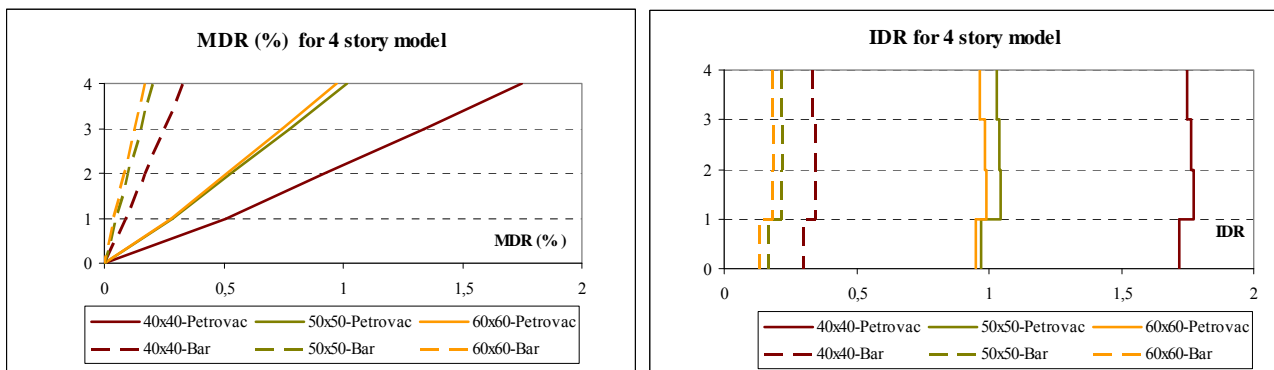 MDR (%) for 4 story model
4
3
2
1
0
MDR (%)
0 0,5 1 1,5 2
40x40-Petrovac 50x50-Petrovac 60x60-Petrovac
40x40-Bar 50x50-Bar 60x60-Bar
IDR for 4 story model
4
3
2
1
0
IDR
0 0,5 1 1,5 2
40x40-Petrovac 50x50-Petrovac 60x60-Petrovac
40x40-Bar 50x50-Bar 60x60-Bar